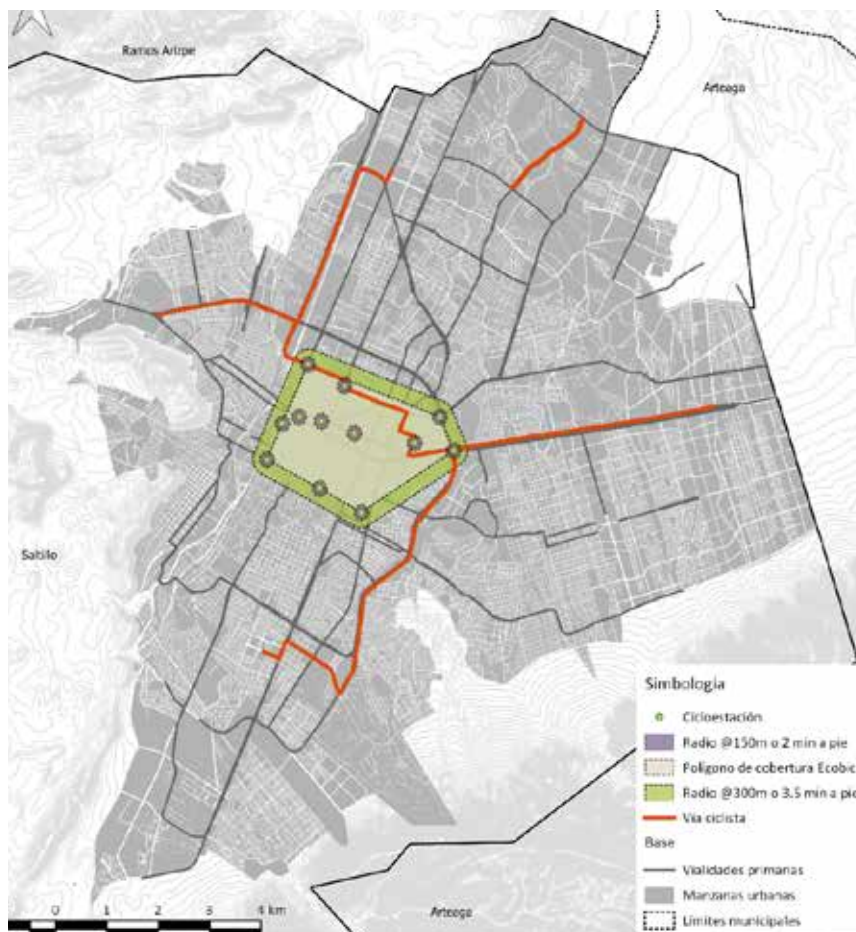 Ramos Arizpe
Arteaga
Saltillo
Simbología
Cicloestación
Radio @150m o 2 min a pie
Polígono de cobertura Ecobic
Radio @300m o 3.5 min a pie
Vía ciclista
Base
Vialidades primarias
Manzanas urbanas
Límites municipales
0 1 2 3 4 km
Arteaga